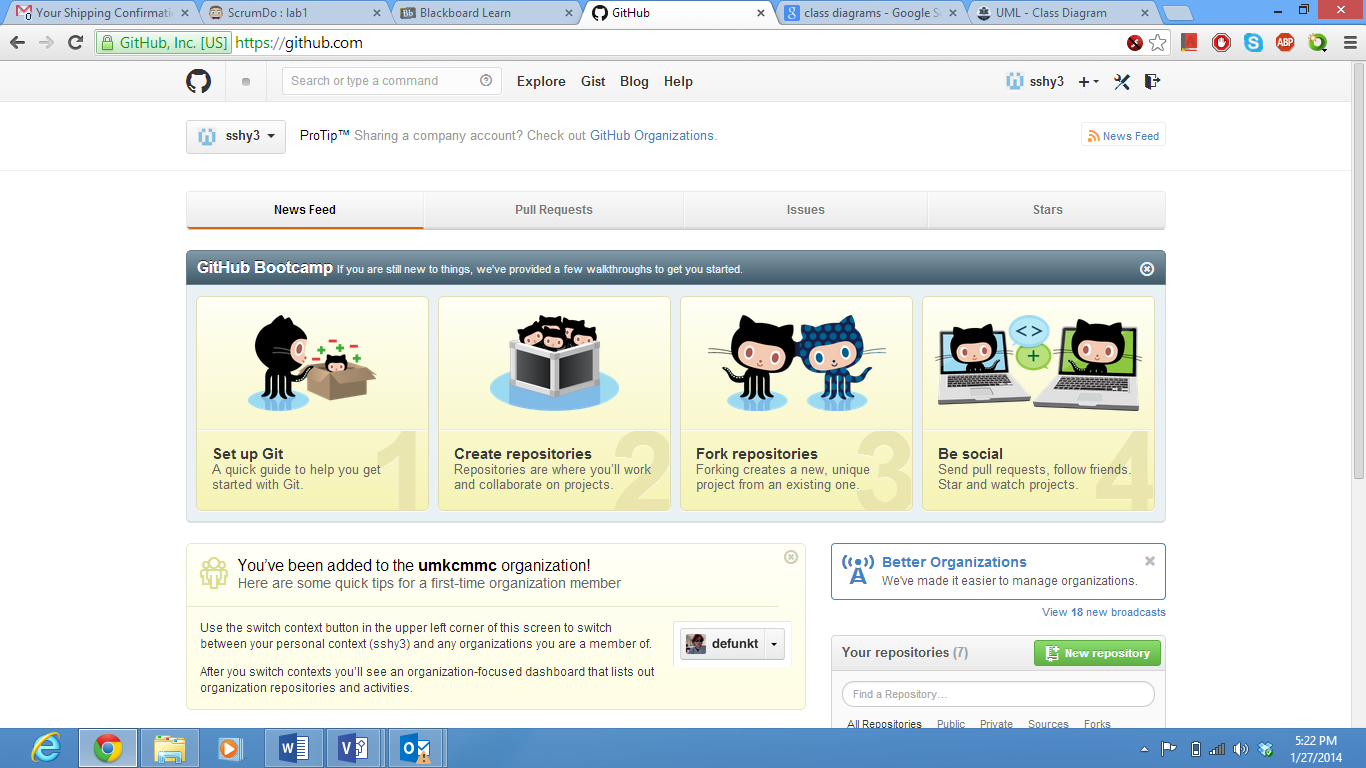 Your Shipping Confirmati
ScrumDo : lab1
Blackboard Learn
GitHub
class diagrams - Google S
UML - Class Diagram
GitHub, Inc. [US]
https://github.com
ABP
Search or type a command
Explore
Gist
Blog
Help
sshy3
sshy3
ProTip™ Sharing a company account? Check out GitHub Organizations.
News Feed
News Feed
Pull Requests
Issues
Stars
GitHub Bootcamp If you are still new to things, we've provided a few walkthroughs to get you started.
1
Set up Git
A quick guide to help you get
started with Git.
2
Create repositories
Repositories are where you'll work
and collaborate on projects.
3
Fork repositories
Forking creates a new, unique
project from an existing one.
4
Be social
Send pull requests, follow friends.
Star and watch projects.
You've been added to the umkcmmc organization!
Here are some quick tips for a first-time organization member
Use the switch context button in the upper left corner of this screen to switch
between your personal context (sshy3) and any organizations you are a member of.
After you switch contexts you'll see an organization-focused dashboard that lists out
organization repositories and activities.
defunkt
Better Organizations
We've made it easier to manage organizations.
View 18 new broadcasts
Your repositories (7)
New repository
Find a Repository…
All Repositories
Public
Private
Sources
Forks
5:22 PM
1/27/2014